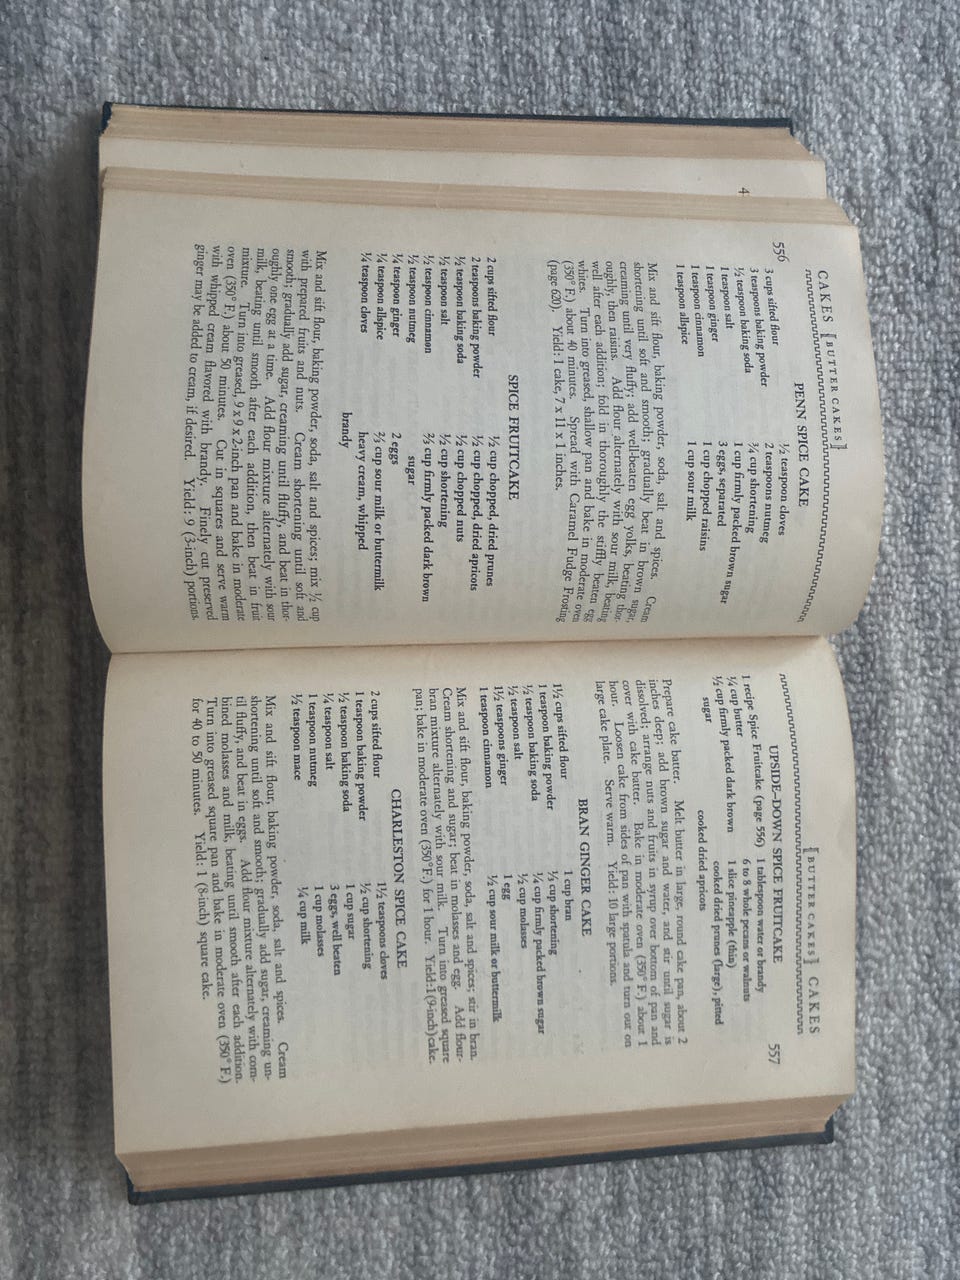 4
CAKES [BUTTER CAKES]
556
PENN SPICE CAKE
3 cups sifted flour
3 teaspoons baking powder
½ teaspoon baking soda
1 teaspoon salt
1 teaspoon ginger
1 teaspoon cinnamon
1 teaspoon allspice
½ teaspoon cloves
2 teaspoons nutmeg
¾ cup shortening
1 cup firmly packed brown sugar
3 eggs, separated
1 cup chopped raisins
1 cup sour milk
Mix and sift flour, baking powder, soda, salt and spices. Cream
shortening until soft and smooth; gradually beat in brown sugar,
creaming until very fluffy; add well-beaten egg yolks, beating thor-
oughly, then raisins. Add flour alternately with sour milk, beating
well after each addition; fold in thoroughly the stiffly beaten egg
whites. Turn into greased, shallow pan and bake in moderate oven
(350° F.) about 40 minutes. Spread with Caramel Fudge Frosting
(page 620). Yield: 1 cake, 7 x 11 x 1 inches.
SPICE FRUITCAKE
2 cups sifted flour
2 teaspoons baking powder
½ teaspoon baking soda
½ teaspoon salt
½ teaspoon cinnamon
½ teaspoon nutmeg
¼ teaspoon ginger
¼ teaspoon allspice
¼ teaspoon cloves
½ cup chopped, dried prunes
½ cup chopped, dried apricots
½ cup chopped nuts
½ cup shortening
⅔ cup firmly packed dark brown
sugar
2 eggs
⅔ cup sour milk or buttermilk
heavy cream, whipped
brandy
Mix and sift flour, baking powder, soda, salt and spices; mix ½ cup
with prepared fruits and nuts. Cream shortening until soft and
smooth; gradually add sugar, creaming until fluffy, and beat in thor-
oughly one egg at a time. Add flour mixture alternately with sour
milk, beating until smooth after each addition, then beat in fruit
mixture. Turn into greased, 9 x 9 x 2-inch pan and bake in moderate
oven (350° F.) about 50 minutes. Cut in squares and serve warm
with whipped cream flavored with brandy. Finely cut preserved
ginger may be added to cream, if desired. Yield: 9 (3-inch) portions.
[BUTTER CAKES] CAKES
557
UPSIDE-DOWN SPICE FRUITCAKE
1 recipe Spice Fruitcake (page 556)
¼ cup butter
½ cup firmly packed dark brown
sugar
1 tablespoon water or brandy
6 to 8 whole pecans or walnuts
1 slice pineapple (thin)
cooked dried prunes (large), pitted
cooked dried apricots
Prepare cake batter. Melt butter in large, round cake pan, about 2
inches deep; add brown sugar and water, and stir until sugar is
dissolved; arrange nuts and fruits in syrup over bottom of pan and
cover with cake batter. Bake in moderate oven (350° F.) about 1
hour. Loosen cake from sides of pan with spatula and turn out on
large cake plate. Serve warm. Yield: 10 large portions.
BRAN GINGER CAKE
1½ cups sifted flour
1 teaspoon baking powder
½ teaspoon baking soda
½ teaspoon salt
1½ teaspoons ginger
1 teaspoon cinnamon
1 cup bran
⅓ cup shortening
¼ cup firmly packed brown sugar
½ cup molasses
1 egg
½ cup sour milk or buttermilk
Mix and sift flour, baking powder, soda, salt and spices; stir in bran.
Cream shortening and sugar; beat in molasses and egg. Add flour-
bran mixture alternately with sour milk. Turn into greased square
pan; bake in moderate oven (350°F.) for 1 hour. Yield:1 (9-inch)cake.
CHARLESTON SPICE CAKE
2 cups sifted flour
1 teaspoon baking powder
½ teaspoon baking soda
¼ teaspoon salt
1 teaspoon nutmeg
½ teaspoon mace
1½ teaspoons cloves
½ cup shortening
1 cup sugar
3 eggs, well beaten
1 cup molasses
¼ cup milk
Mix and sift flour, baking powder, soda, salt and spices. Cream
shortening until soft and smooth; gradually add sugar, creaming un-
til fluffy, and beat in eggs. Add flour mixture alternately with com-
bined molasses and milk, beating until smooth after each addition.
Turn into greased square pan and bake in moderate oven (350° F.)
for 40 to 50 minutes. Yield: 1 (8-inch) square cake.